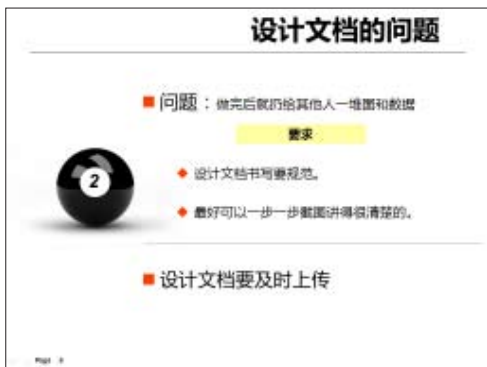 设计文档的问题
问题：做完后就扔给其他人一堆图和数据
要求
2
设计文档书写要规范。
最好可以一步一步截图讲得很清楚的。
设计文档要及时上传
Page